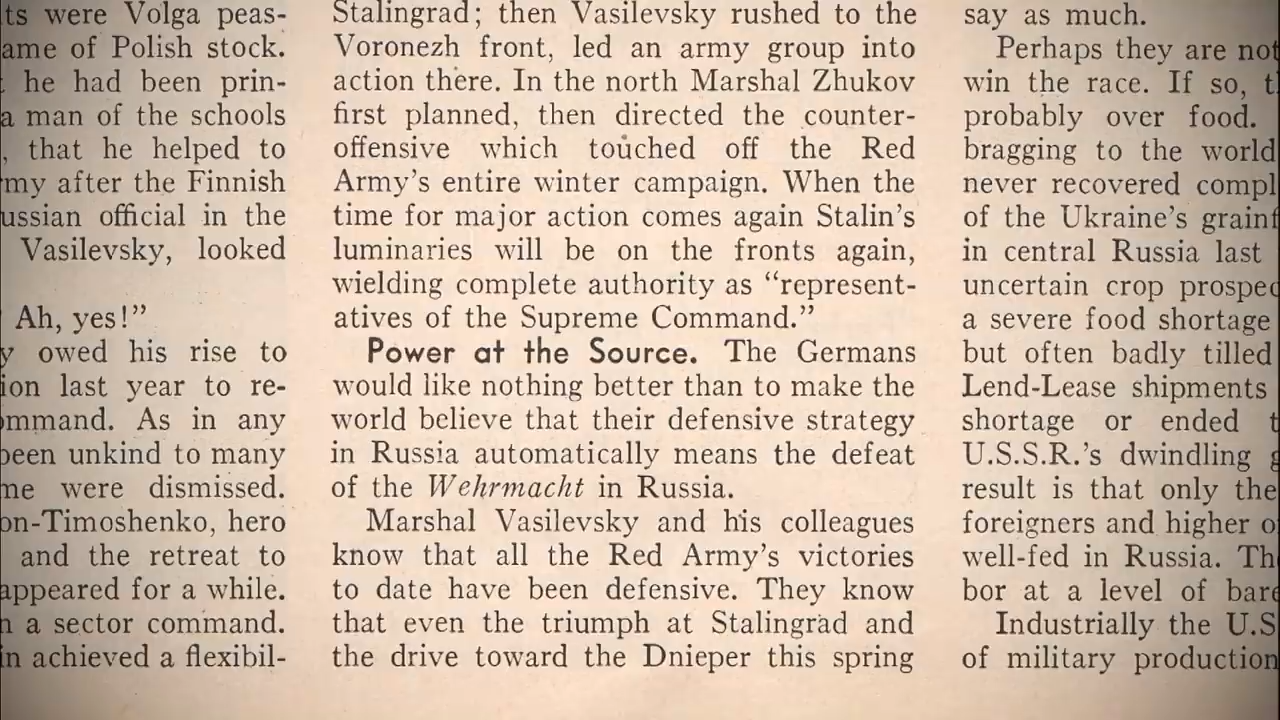 ts were Volga peas-
ame of Polish stock.
he had been prin-
a man of the schools
, that he helped to
my after the Finnish
ussian official in the
Vasilevsky, looked
Ah, yes!”
y owed his rise to
ion last year to re-
ommand. As in any
been unkind to many
me were dismissed.
on-Timoshenko, hero
and the retreat to
appeared for a while.
n a sector command.
in achieved a flexibil-
Stalingrad; then Vasilevsky rushed to the
Voronezh front, led an army group into
action there. In the north Marshal Zhukov
first planned, then directed the counter-
offensive which touched off the Red
Army’s entire winter campaign. When the
time for major action comes again Stalin’s
luminaries will be on the fronts again,
wielding complete authority as “represent-
atives of the Supreme Command.”
Power at the Source. The Germans
would like nothing better than to make the
world believe that their defensive strategy
in Russia automatically means the defeat
of the Wehrmacht in Russia.
Marshal Vasilevsky and his colleagues
know that all the Red Army’s victories
to date have been defensive. They know
that even the triumph at Stalingrad and
the drive toward the Dnieper this spring
say as much.
Perhaps they are not
win the race. If so, t
probably over food.
bragging to the world
never recovered compl
of the Ukraine’s grain
in central Russia last
uncertain crop prospec
a severe food shortage
but often badly tilled
Lend-Lease shipments
shortage or ended t
U.S.S.R.’s dwindling g
result is that only the
foreigners and higher o
well-fed in Russia. Th
bor at a level of bare
Industrially the U.S
of military production